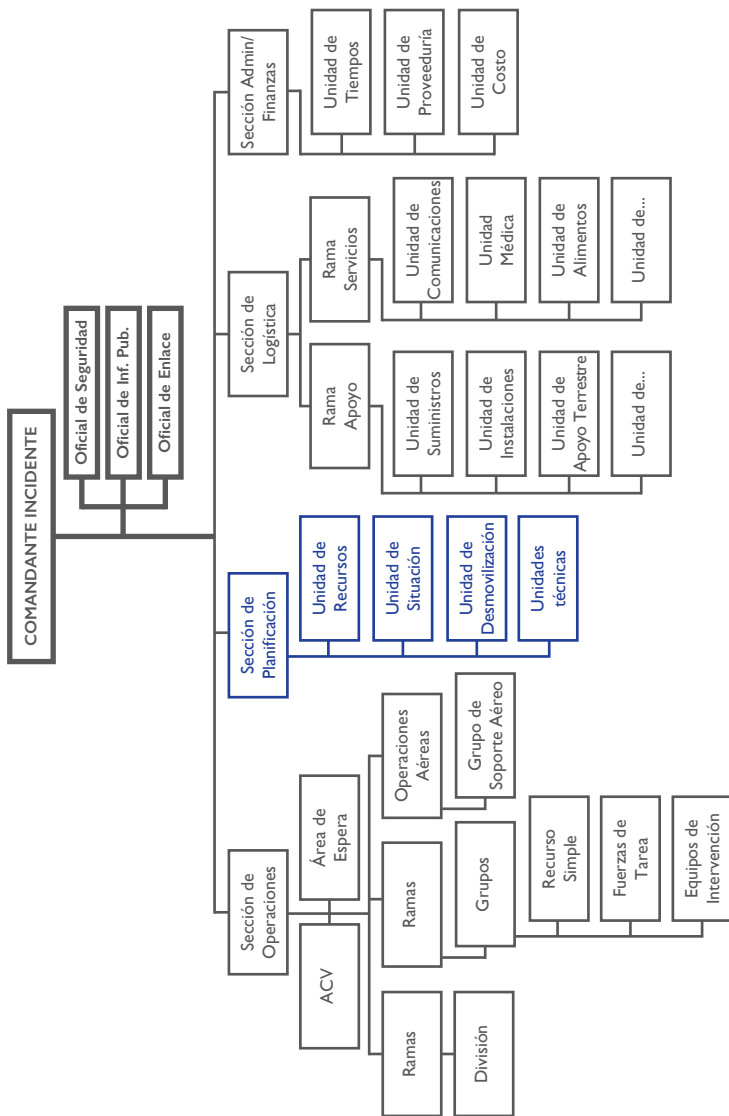 COMANDANTE INCIDENTE
Oficial de Seguridad
Oficial de Inf. Pub.
Oficial de Enlace
Sección de
Operaciones
ACV
Área de
Espera
Ramas
División
Ramas
Grupos
Recurso
Simple
Fuerzas de
Tarea
Equipos de
Intervención
Operaciones
Aéreas
Grupo de
Soporte Aéreo
Sección de
Planificación
Unidad de
Recursos
Unidad de
Situación
Unidad de
Desmovilización
Unidades
técnicas
Sección de
Logística
Rama
Apoyo
Unidad de
Suministros
Unidad de
Instalaciones
Unidad de
Apoyo Terrestre
Unidad de...
Rama
Servicios
Unidad de
Comunicaciones
Unidad
Médica
Unidad de
Alimentos
Unidad de...
Sección Admin/
Finanzas
Unidad de
Tiempos
Unidad de
Proveeduría
Unidad de
Costo